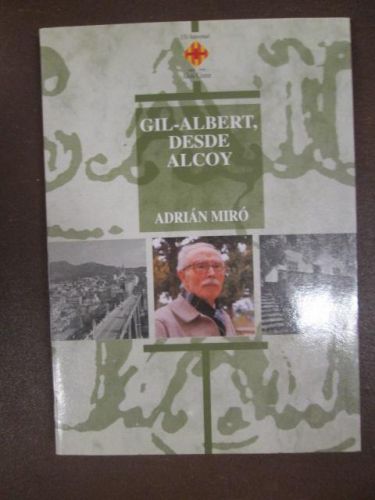 GIL-ALBERT,
DESDE
ALCOY
ADRIÁN MIRÓ